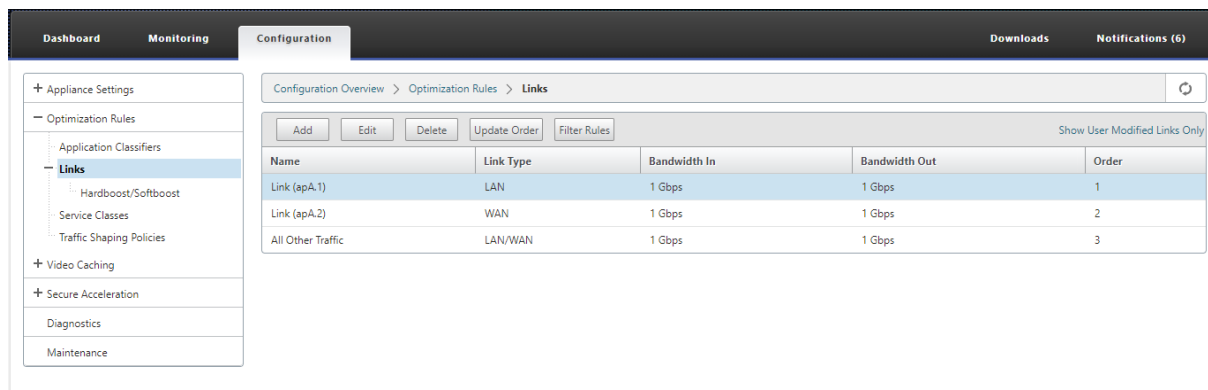 Dashboard Monitoring Configuration Downloads Notifications (6)
+ Appliance Settings
− Optimization Rules
Application Classifiers
− Links
Hardboost/Softboost
Service Classes
Traffic Shaping Policies
+ Video Caching
+ Secure Acceleration
Diagnostics
Maintenance
Configuration Overview > Optimization Rules > Links
Add Edit Delete Update Order Filter Rules Show User Modified Links Only
Name Link Type Bandwidth In Bandwidth Out Order
Link (apA.1) LAN 1 Gbps 1 Gbps 1
Link (apA.2) WAN 1 Gbps 1 Gbps 2
All Other Traffic LAN/WAN 1 Gbps 1 Gbps 3